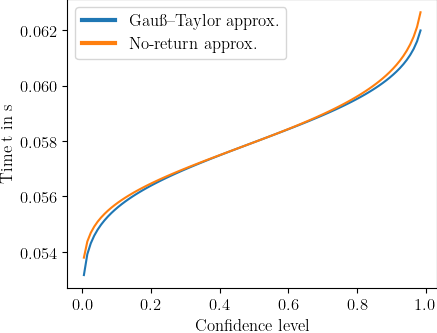 Gauß–Taylor approx.
No-return approx.
0.062
0.060
0.058
0.056
0.054
Time t in s
0.0 0.2 0.4 0.6 0.8 1.0
Confidence level